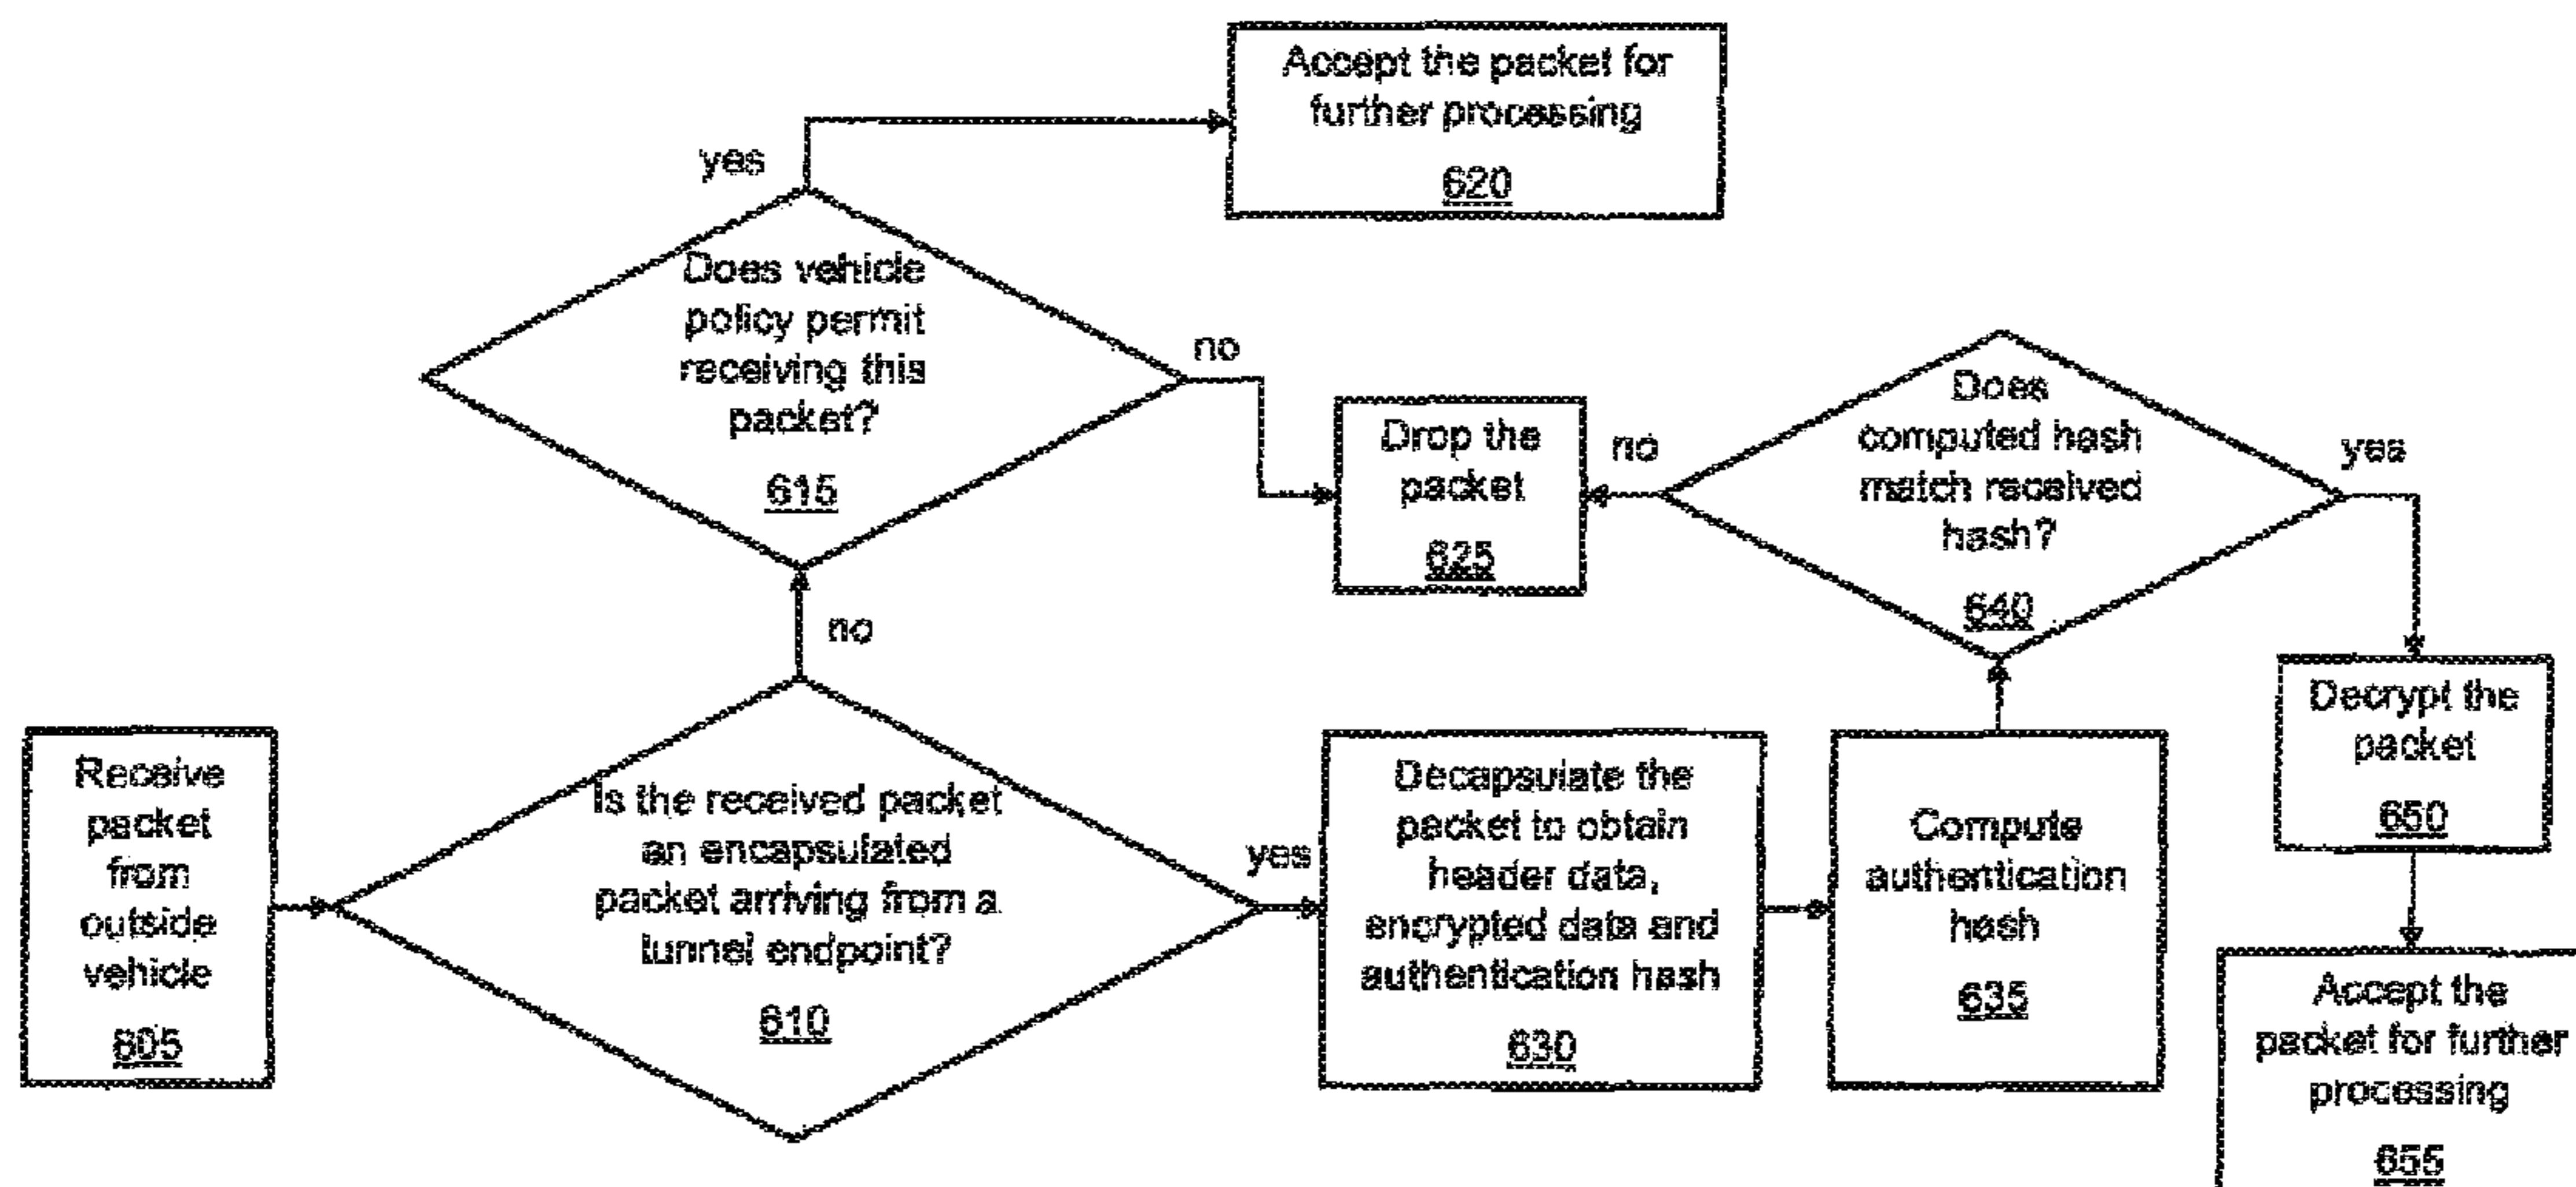 Accept the packet for
further processing
620
yes
Does vehicle
policy permit
receiving this
packet?
615
no
Drop the
packet
625
no
Does
computed hash
match received
hash?
640
yes
no
Receive
packet
from
outside
vehicle
605
Is the received packet
an encapsulated
packet arriving from a
tunnel endpoint?
610
yes
Decapsulate the
packet to obtain
header data,
encrypted data and
authentication hash
630
Compute
authentication
hash
635
Decrypt the
packet
650
Accept the
packet for further
processing
655